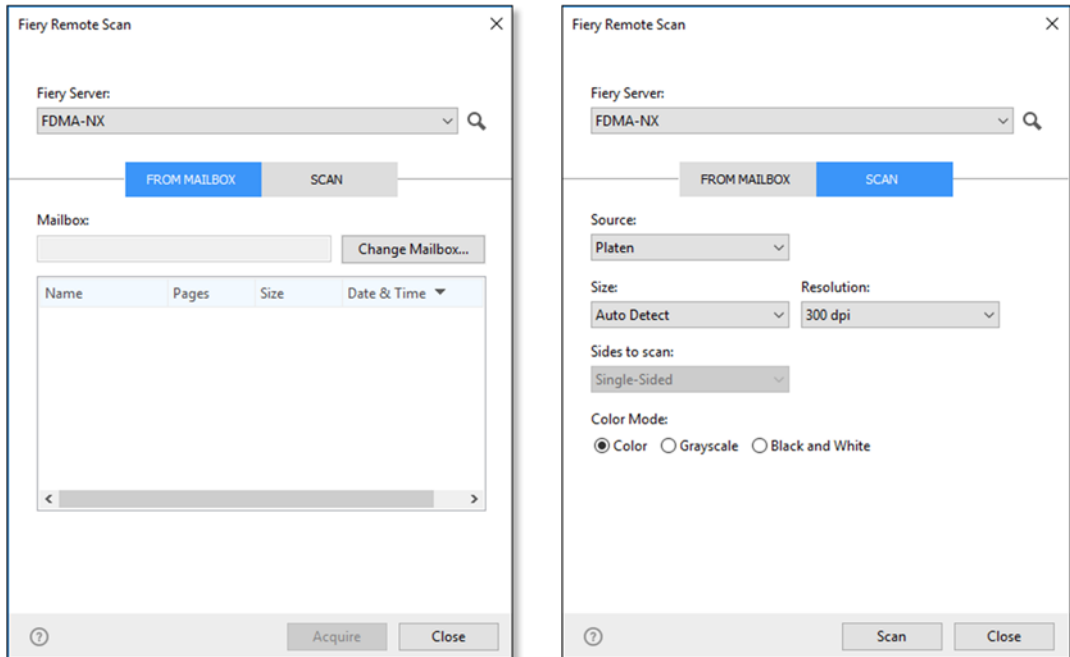 Fiery Remote Scan
Fiery Server:
FDMA-NX
FROM MAILBOX SCAN
Mailbox:
Change Mailbox...
Name Pages Size Date & Time
Acquire Close
Fiery Remote Scan
Fiery Server:
FDMA-NX
FROM MAILBOX SCAN
Source:
Platen
Size: Resolution:
Auto Detect 300 dpi
Sides to scan:
Single-Sided
Color Mode:
Color Grayscale Black and White
Scan Close